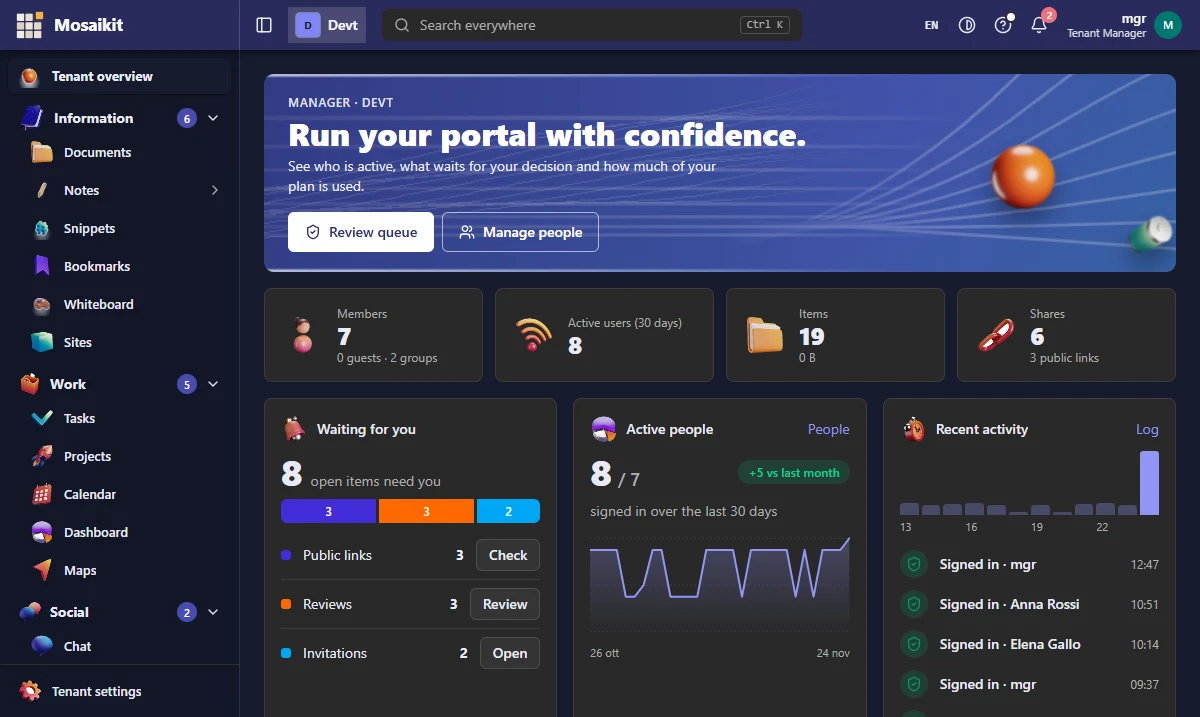 Mosaikit
D Devt
Search everywhere
Ctrl K
EN
2
mgr
Tenant Manager
M
Tenant overview
Information 6
Documents
Notes
Snippets
Bookmarks
Whiteboard
Sites
Work 5
Tasks
Projects
Calendar
Dashboard
Maps
Social 2
Chat
Tenant settings
MANAGER · DEVT
Run your portal with confidence.
See who is active, what waits for your decision and how much of your
plan is used.
Review queue
Manage people
Members
7
0 guests · 2 groups
Active users (30 days)
8
Items
19
0 B
Shares
6
3 public links
Waiting for you
8 open items need you
3 3 2
Public links 3 Check
Reviews 3 Review
Invitations 2 Open
Active people People
8 / 7 +5 vs last month
signed in over the last 30 days
26 ott 24 nov
Recent activity Log
13 16 19 22
Signed in · mgr 12:47
Signed in · Anna Rossi 10:51
Signed in · Elena Gallo 10:14
Signed in · mgr 09:37